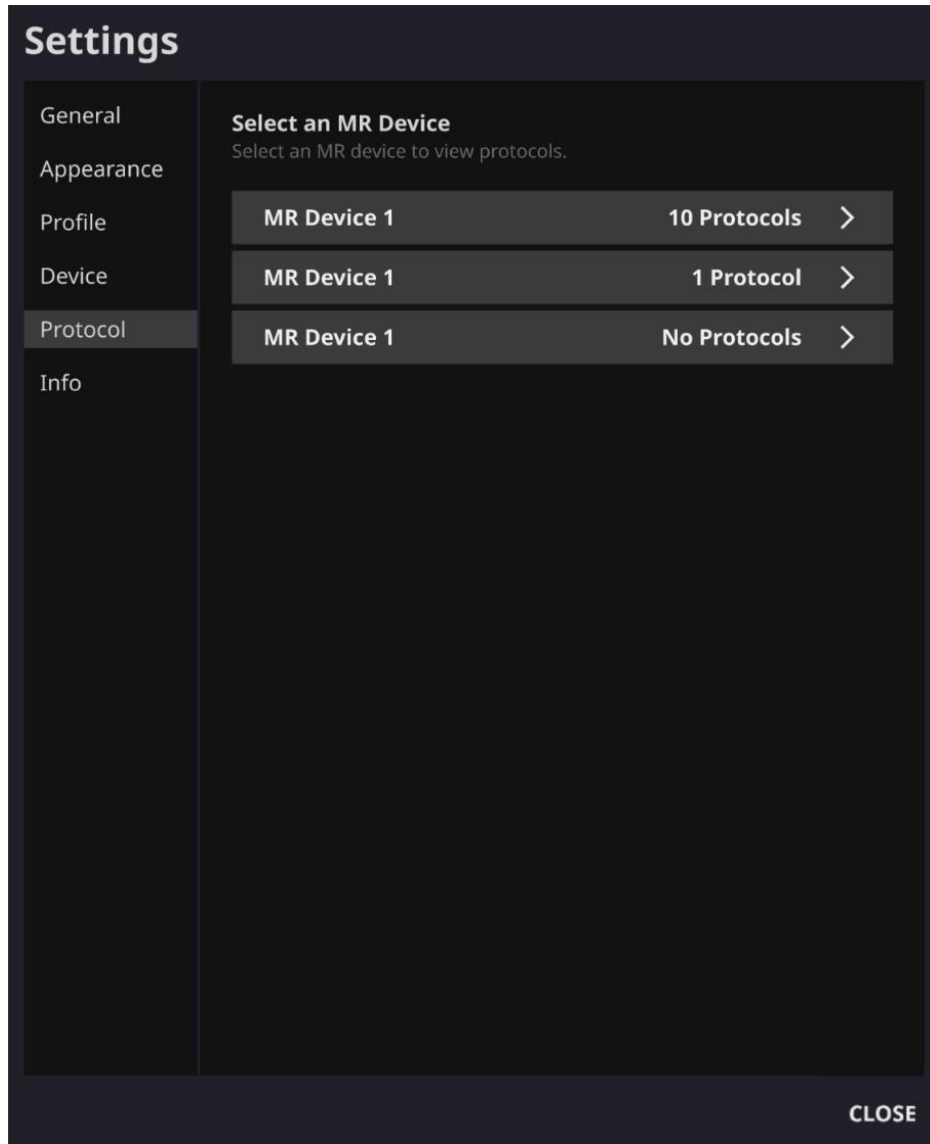 Settings
General
Appearance
Profile
Device
Protocol
Info
Select an MR Device
Select an MR device to view protocols.
MR Device 1 10 Protocols
MR Device 1 1 Protocol
MR Device 1 No Protocols
CLOSE